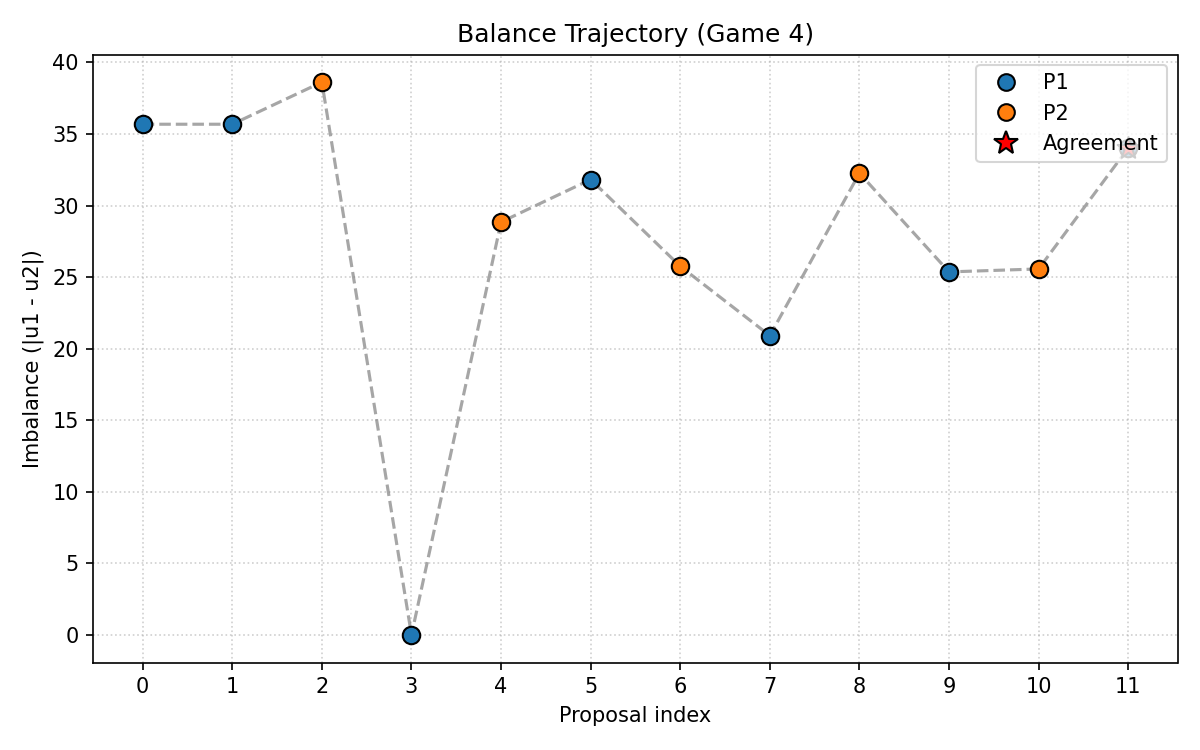 Balance Trajectory (Game 4)
40
35
30
25
20
15
10
5
0
Imbalance (|u1 - u2|)
P1
P2
Agreement
0 1 2 3 4 5 6 7 8 9 10 11
Proposal index